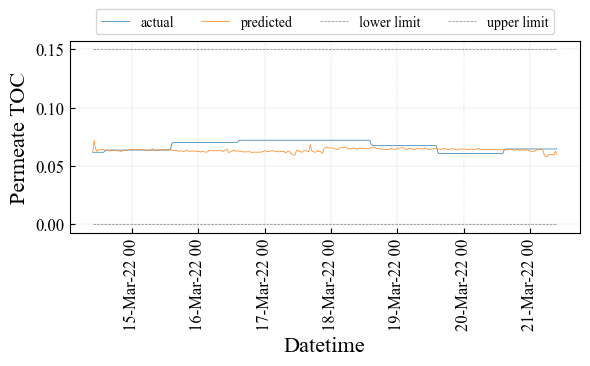 actual predicted lower limit upper limit
0.15
0.10
0.05
0.00
Permeate TOC
15-Mar-22 00
16-Mar-22 00
17-Mar-22 00
18-Mar-22 00
19-Mar-22 00
20-Mar-22 00
21-Mar-22 00
Datetime